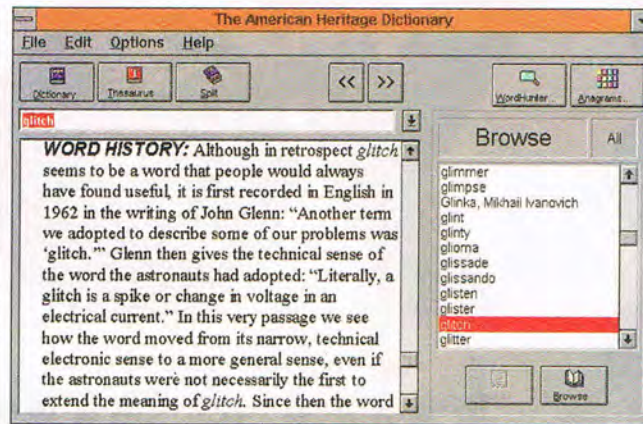 The American Heritage Dictionary
File Edit Options Help
Dictionary Thesaurus Split << >> WordHunter... Anagrams...
glitch
WORD HISTORY: Although in retrospect glitch
seems to be a word that people would always
have found useful, it is first recorded in English in
1962 in the writing of John Glenn: “Another term
we adopted to describe some of our problems was
‘glitch.’” Glenn then gives the technical sense of
the word the astronauts had adopted: “Literally, a
glitch is a spike or change in voltage in an
electrical current.” In this very passage we see
how the word moved from its narrow, technical
electronic sense to a more general sense, even if
the astronauts were not necessarily the first to
extend the meaning of glitch. Since then the word
Browse All
glimmer
glimpse
Glinka, Mikhail Ivanovich
glint
glinty
glioma
glissade
glissando
glisten
glister
glitch
glitter
Browse